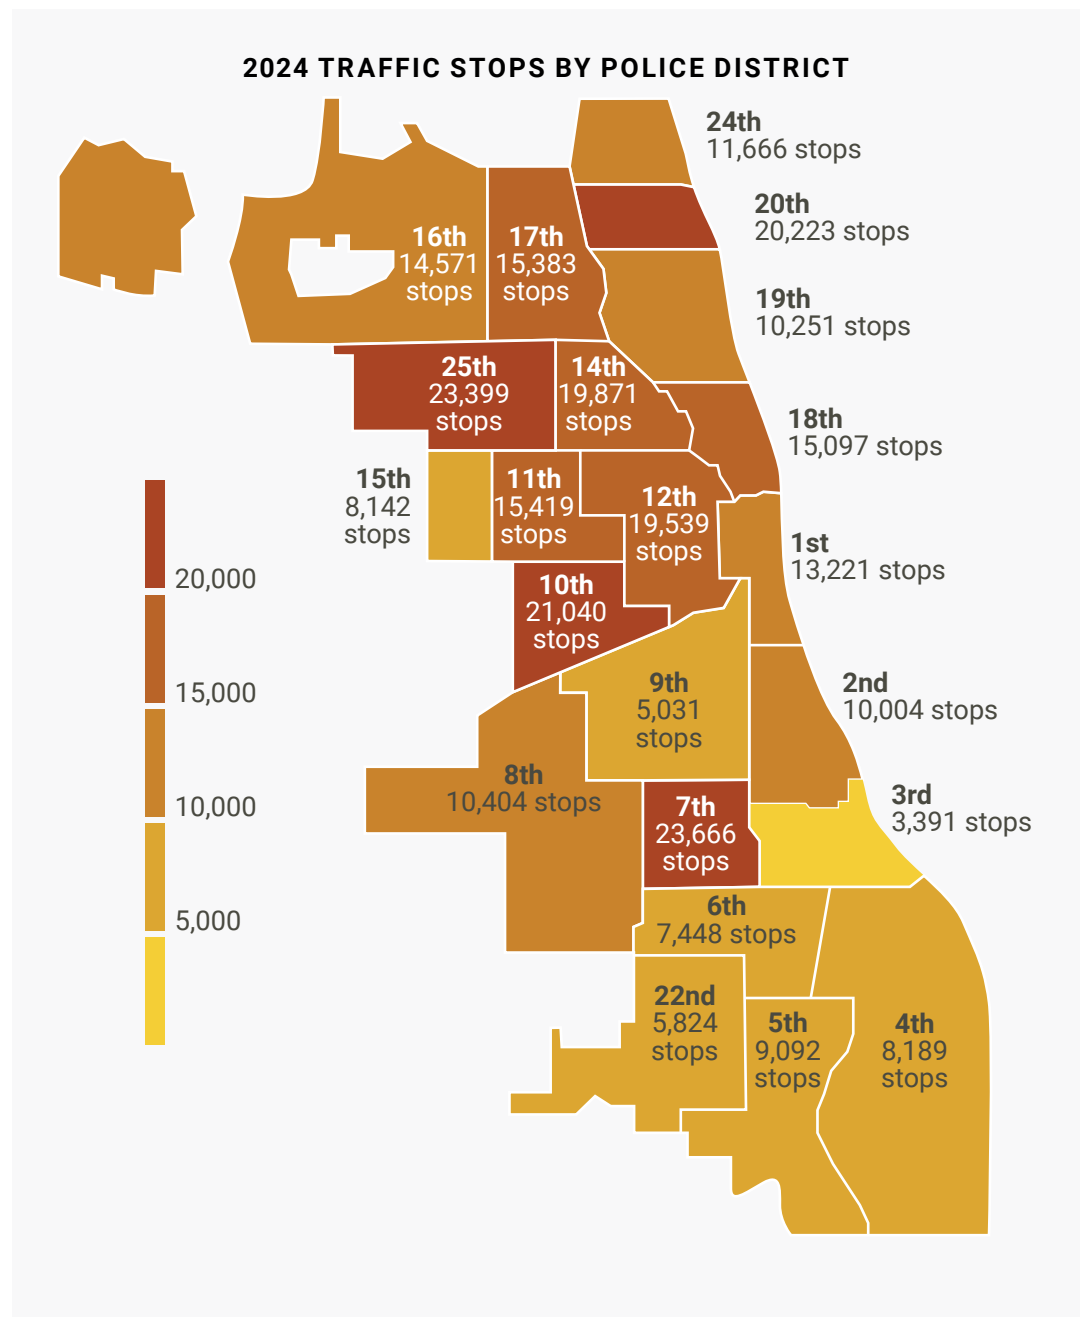 2024 TRAFFIC STOPS BY POLICE DISTRICT
24th
11,666 stops
20th
20,223 stops
16th
14,571
stops
17th
15,383
stops
19th
10,251 stops
25th
23,399
stops
14th
19,871
stops
18th
15,097 stops
15th
8,142
stops
11th
15,419
stops
12th
19,539
stops
1st
13,221 stops
10th
21,040
stops
9th
5,031
stops
2nd
10,004 stops
8th
10,404 stops
7th
23,666
stops
3rd
3,391 stops
6th
7,448 stops
22nd
5,824
stops
5th
9,092
stops
4th
8,189
stops
20,000
15,000
10,000
5,000